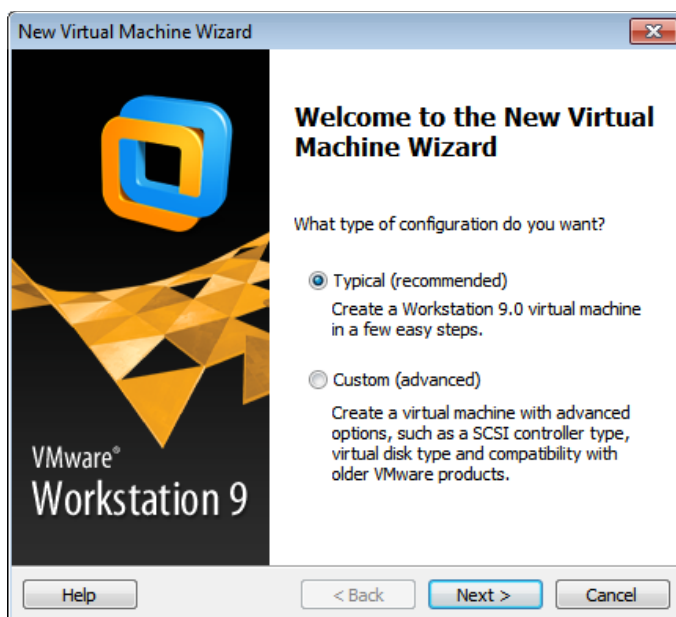 New Virtual Machine Wizard
Welcome to the New Virtual
Machine Wizard
What type of configuration do you want?
Typical (recommended)
Create a Workstation 9.0 virtual machine
in a few easy steps.
Custom (advanced)
Create a virtual machine with advanced
options, such as a SCSI controller type,
virtual disk type and compatibility with
older VMware products.
VMware®
Workstation 9
Help
< Back
Next >
Cancel